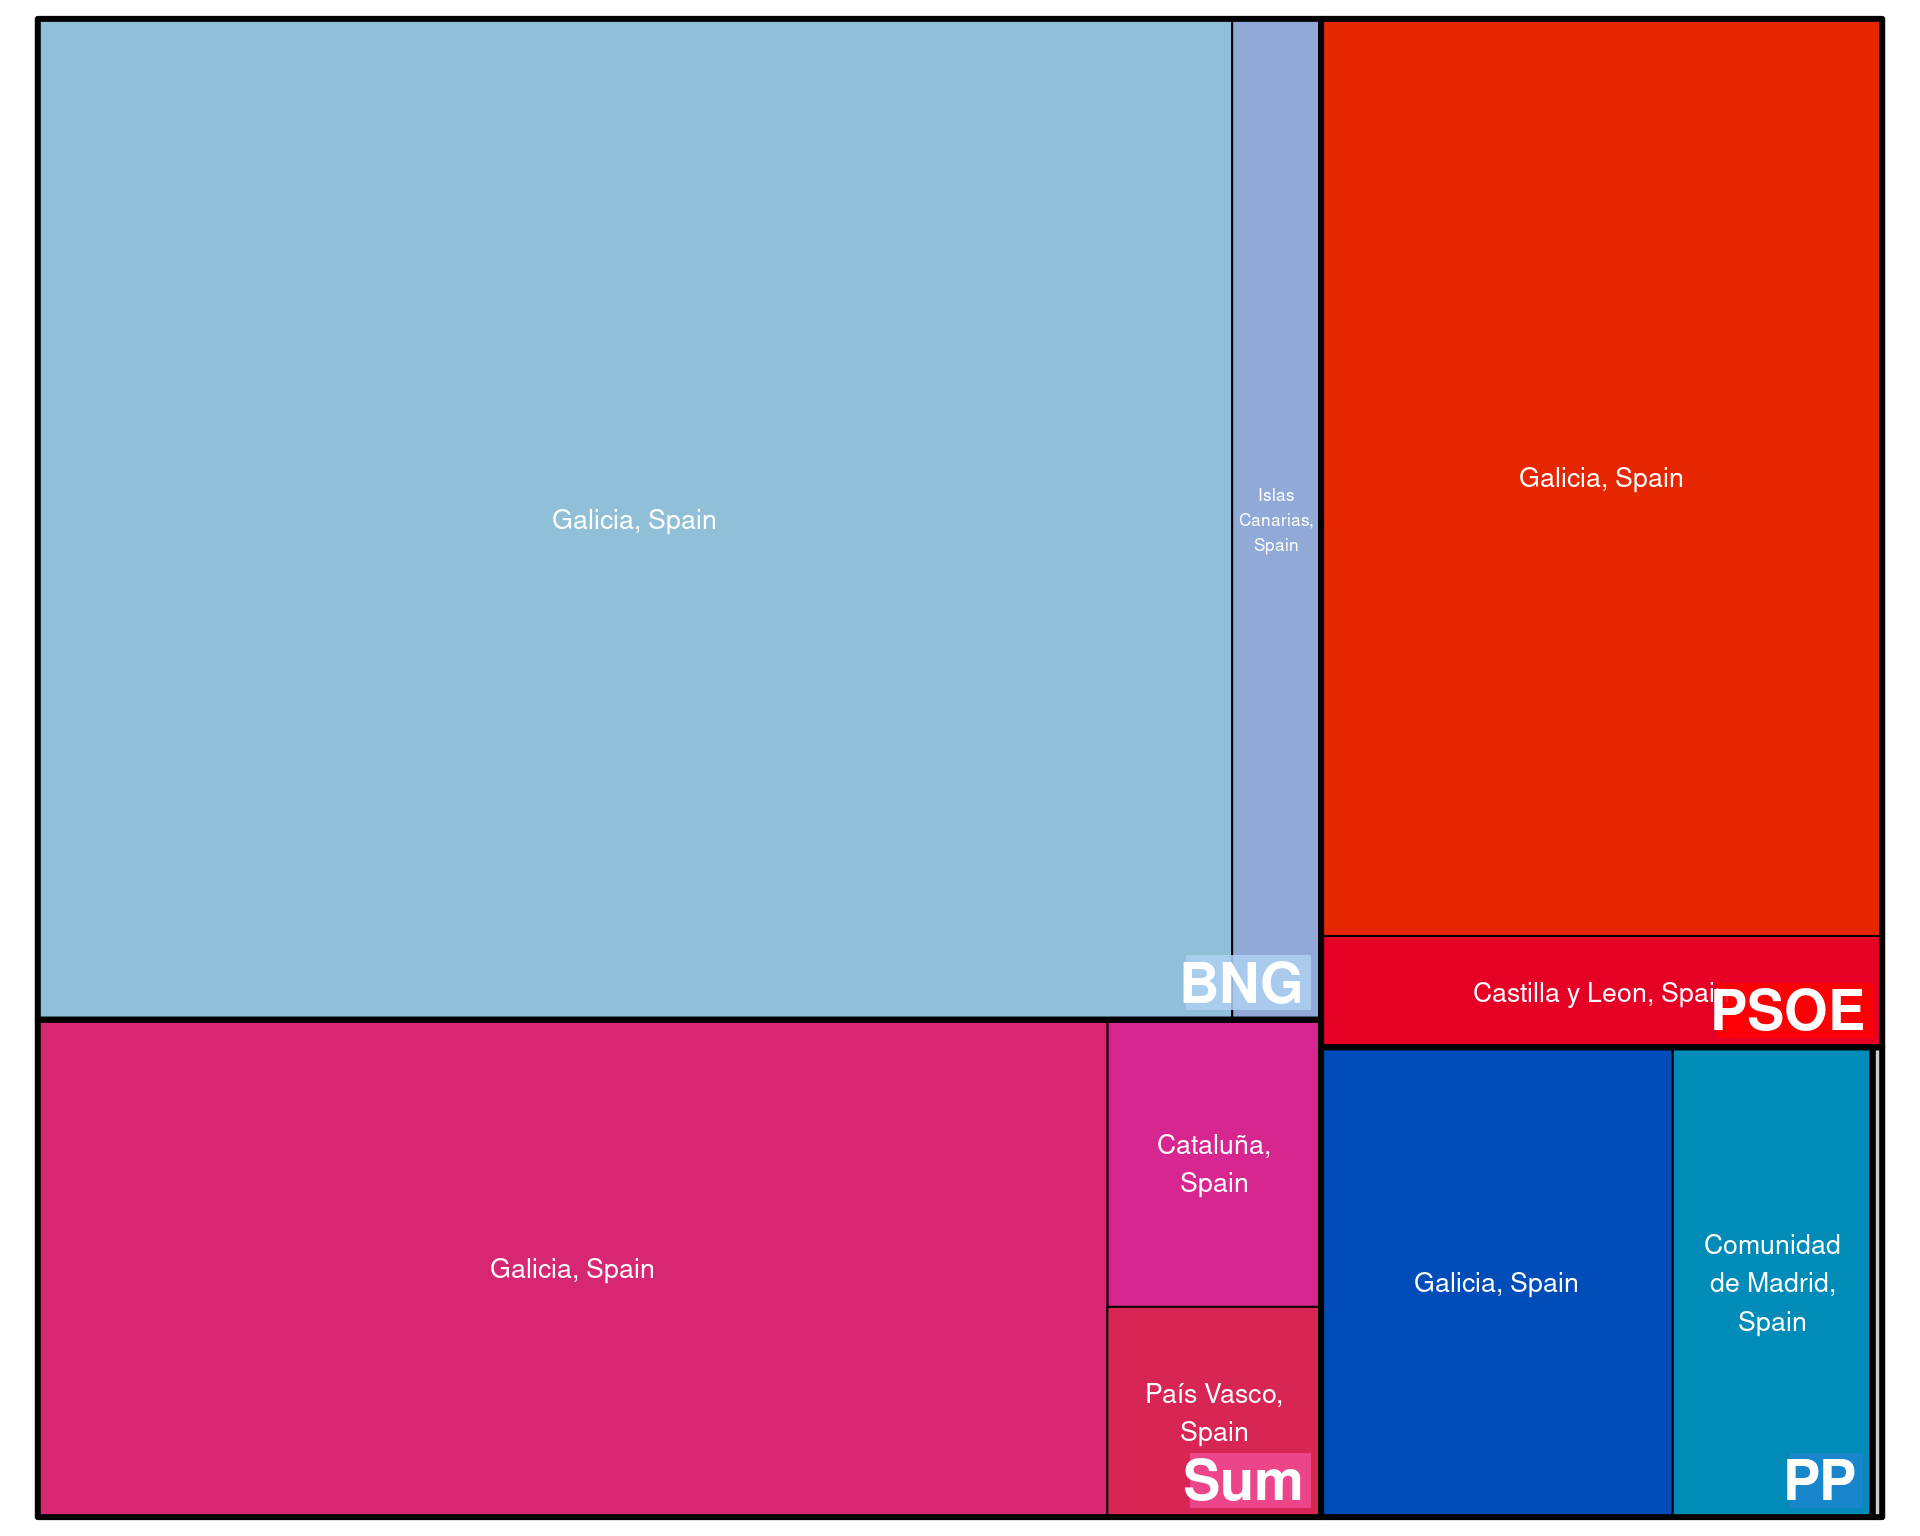 Galicia, Spain
Islas
Canarias,
Spain
BNG
Galicia, Spain
Castilla y Leon, Spain
PSOE
Galicia, Spain
Cataluña,
Spain
País Vasco,
Spain
Sum
Galicia, Spain
Comunidad
de Madrid,
Spain
PP